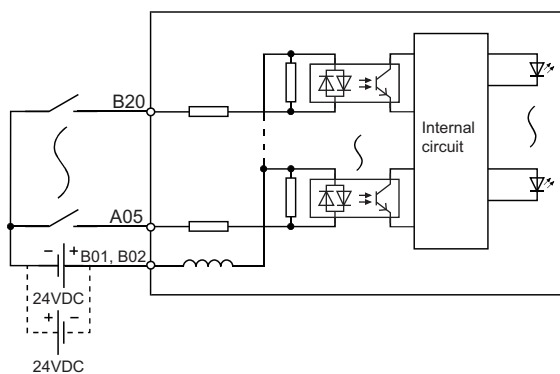 B20
Internal
circuit
A05
− + B01, B02
24VDC
+ −
24VDC